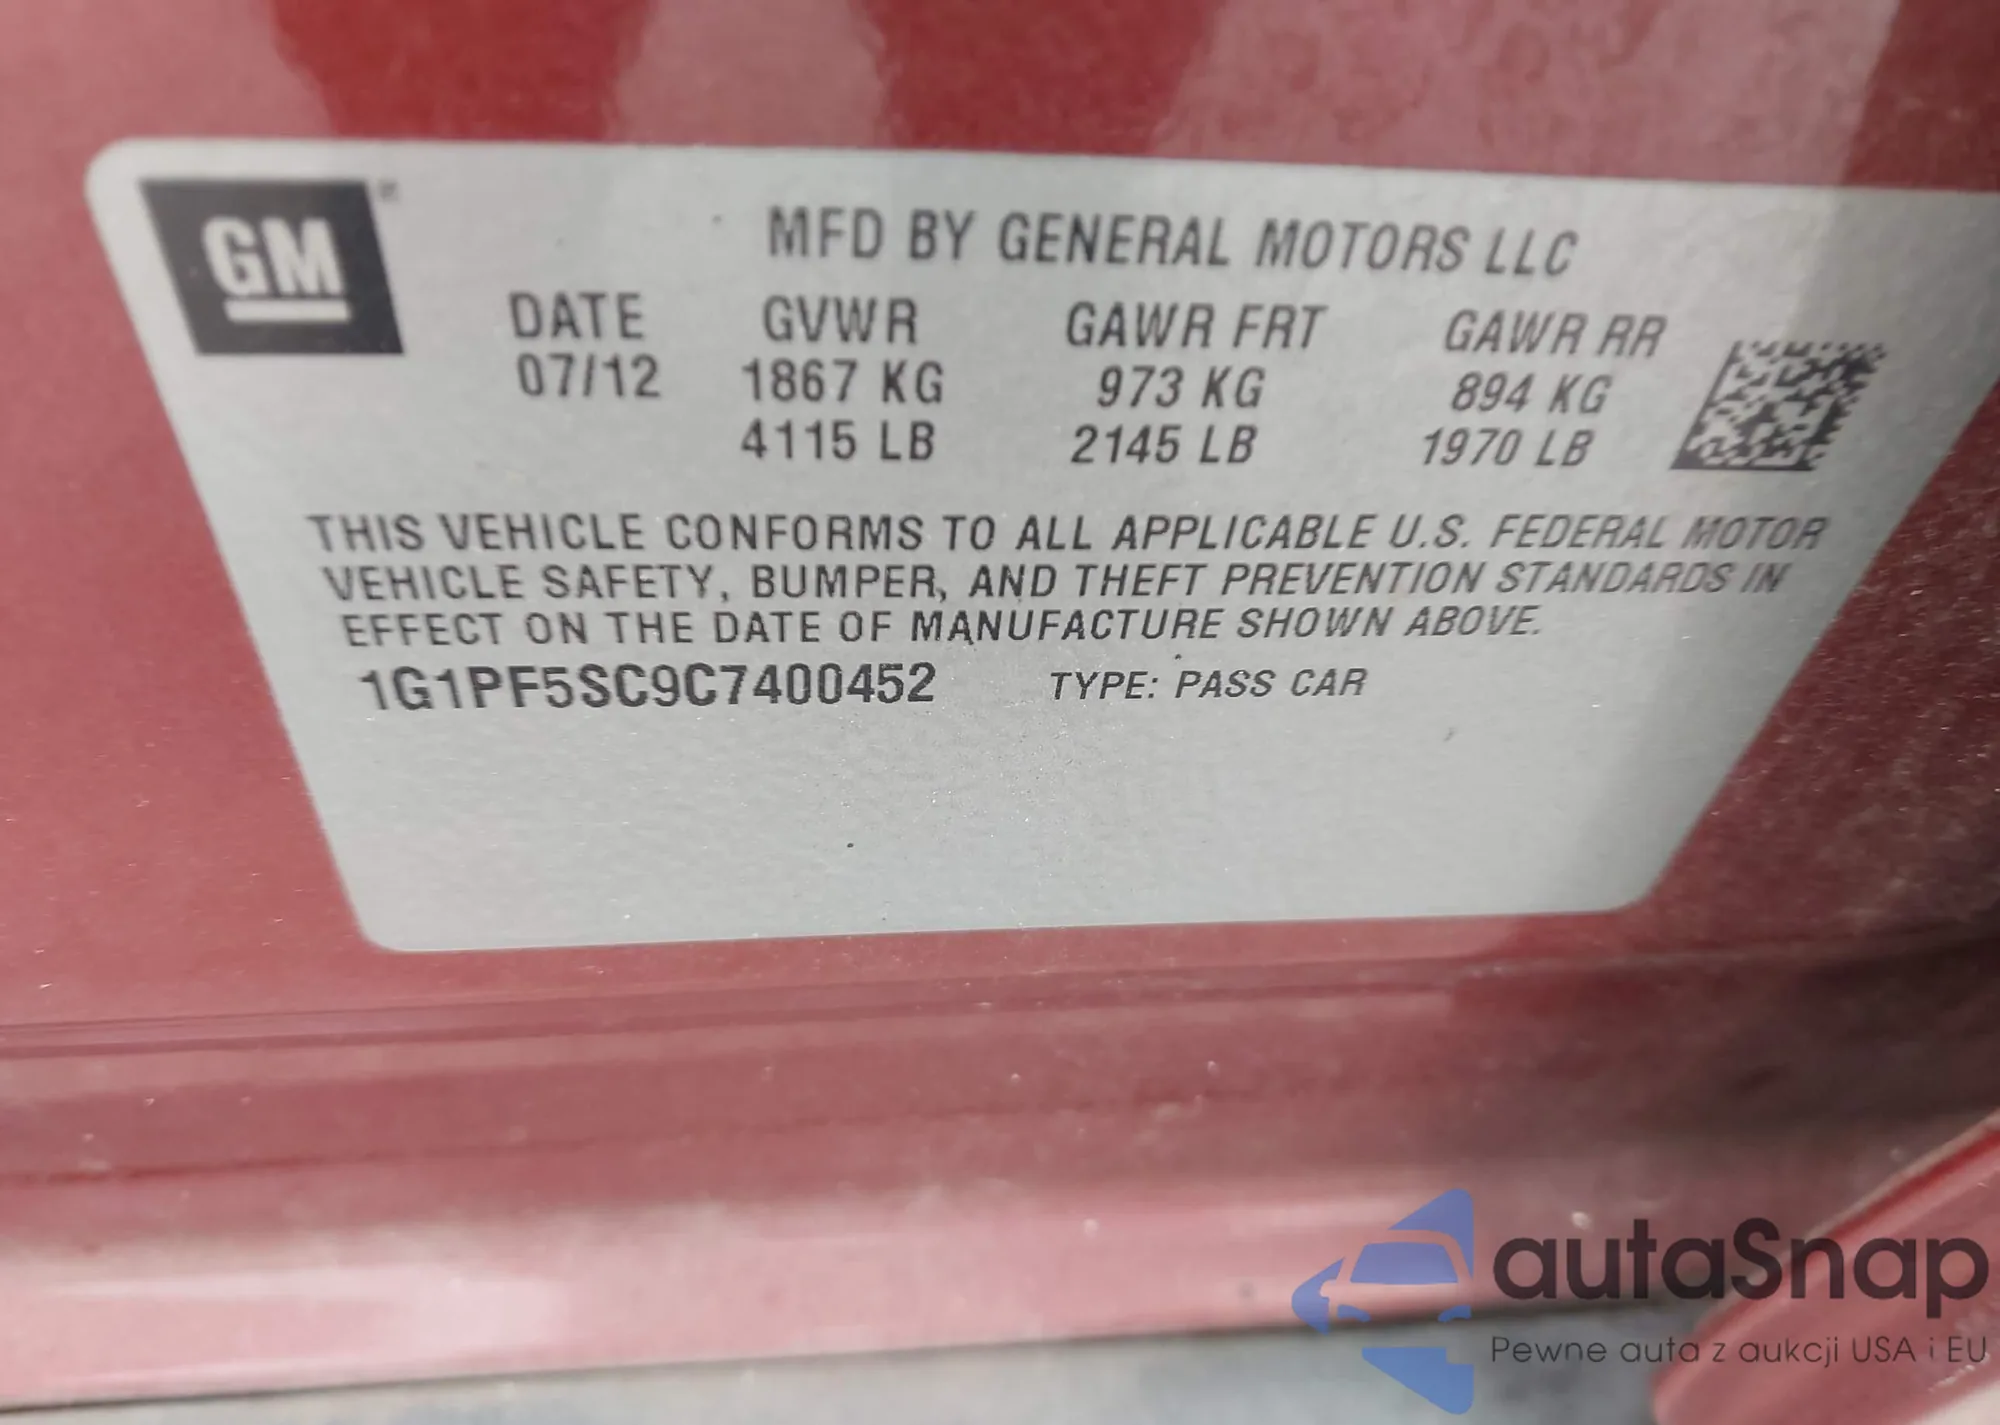 GM
MFD BY GENERAL MOTORS LLC
DATE GVWR GAWR FRT GAWR RR
07/12 1867 KG 973 KG 894 KG
4115 LB 2145 LB 1970 LB
THIS VEHICLE CONFORMS TO ALL APPLICABLE U.S. FEDERAL MOTOR
VEHICLE SAFETY, BUMPER, AND THEFT PREVENTION STANDARDS IN
EFFECT ON THE DATE OF MANUFACTURE SHOWN ABOVE.
1G1PF5SC9C7400452 TYPE: PASS CAR
autaSnap
Pewne auta z aukcji USA i EU